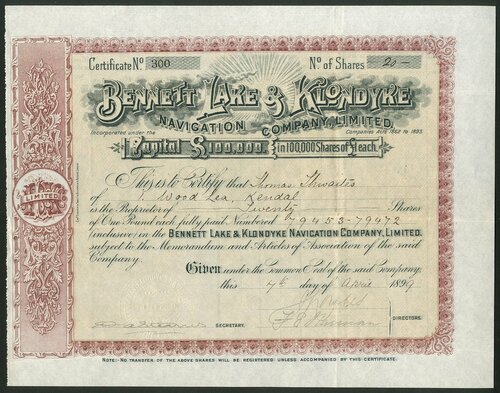 Certificate No 300
No of Shares 20 —
BENNETT LAKE & KLONDYKE
NAVIGATION COMPANY, LIMITED.
Incorporated under the Companies Acts 1862 to 1893.
Capital £100,000. in 100,000 Shares of £1 each.
This is to Certify that Thomas Thwaites
of 1 Wood Lea, Kendal
is the Proprietor of Twenty Shares
of One Pound each fully paid, Numbered 79453-79472
(inclusive) in the BENNETT LAKE & KLONDYKE NAVIGATION COMPANY, LIMITED.
subject to the Memorandum and Articles of Association of the said
Company.
Given under the Common Seal of the said Company,
this 7th day of April 1899
SECRETARY.
DIRECTORS.
LIMITED
NOTE:- NO TRANSFER OF THE ABOVE SHARES WILL BE REGISTERED UNLESS ACCOMPANIED BY THIS CERTIFICATE.